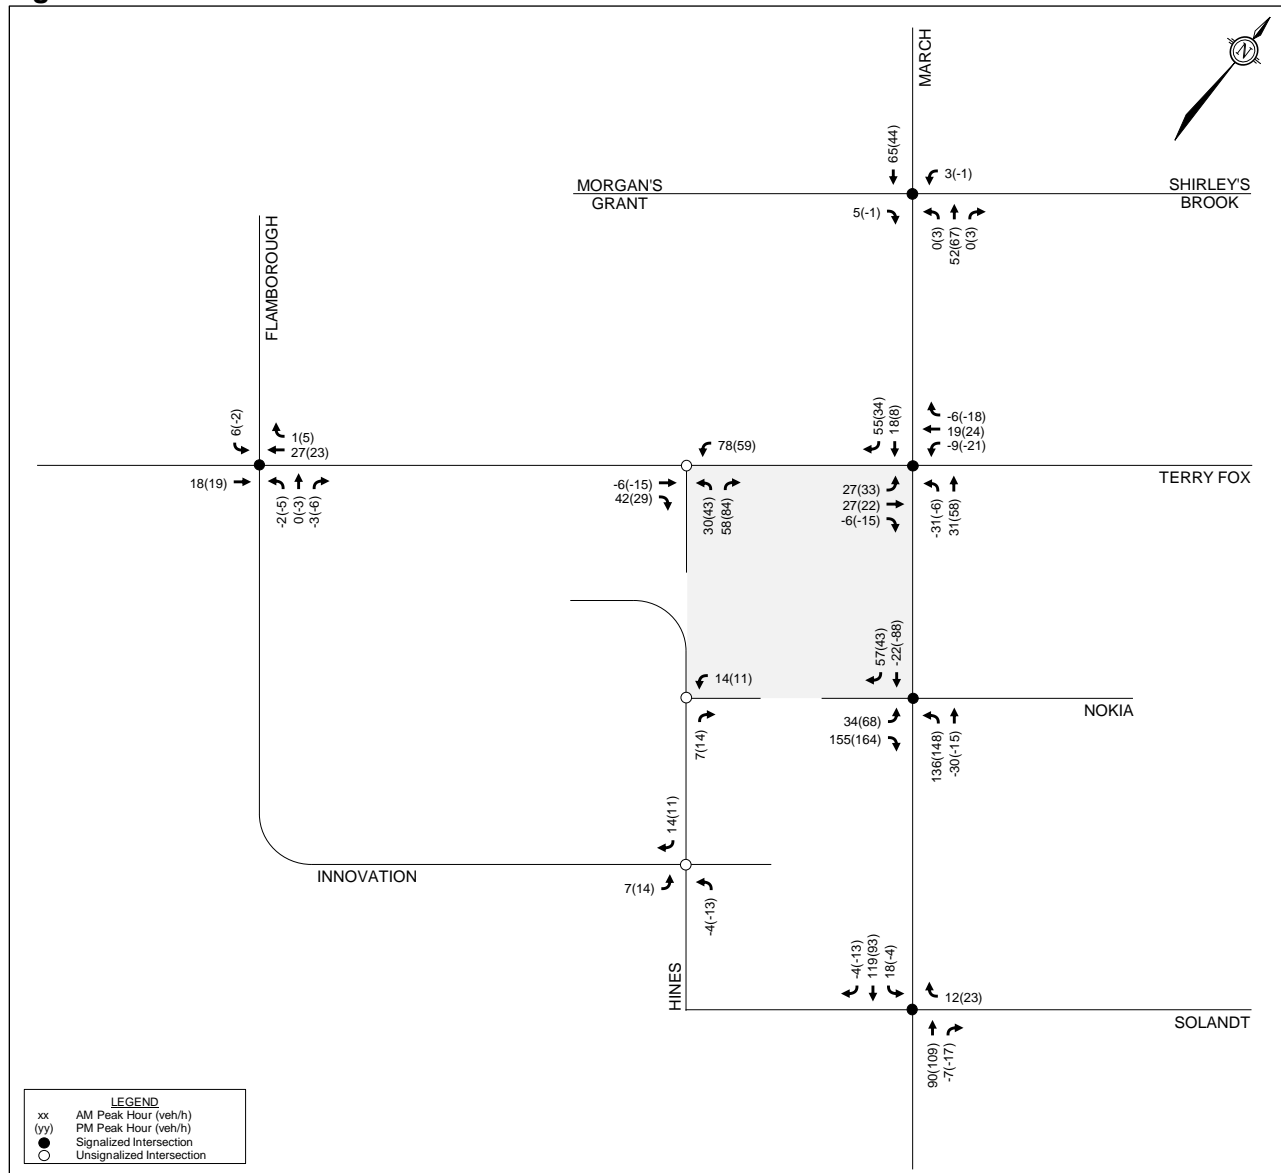 MARCH
N
65(44)
3(-1)
MORGAN'S
GRANT
SHIRLEY'S
BROOK
5(-1)
0(3)
52(67)
0(3)
FLAMBOROUGH
6(-2)
1(5)
27(23)
18(19)
-2(-5)
0(-3)
-3(-6)
78(59)
-6(-15)
42(29)
30(43)
58(84)
55(34)
18(8)
-6(-18)
19(24)
-9(-21)
TERRY FOX
27(33)
27(22)
-6(-15)
-31(-6)
31(58)
57(43)
-22(-88)
14(11)
NOKIA
7(14)
34(68)
155(164)
136(148)
-30(-15)
14(11)
INNOVATION
7(14)
-4(-13)
HINES
-4(-13)
119(93)
18(-4)
12(23)
SOLANDT
90(109)
-7(-17)
LEGEND
xx AM Peak Hour (veh/h)
(yy) PM Peak Hour (veh/h)
Signalized Intersection
Unsignalized Intersection